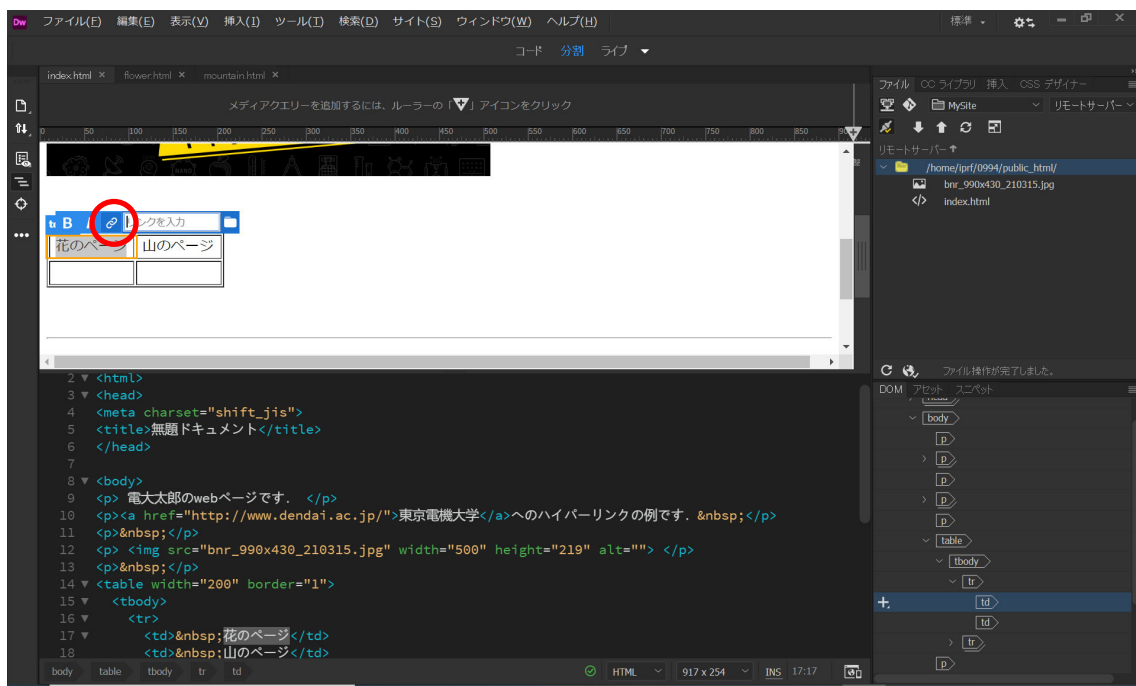 Dw ファイル(F) 編集(E) 表示(V) 挿入(I) ツール(T) 検索(D) サイト(S) ウィンドウ(W) ヘルプ(H) 標準
コード 分割 ライブ
index.html × flower.html × mountain.html ×
メディアクエリーを追加するには、ルーラーの「 」アイコンをクリック
0 50 100 150 200 250 300 350 400 450 500 550 600 650 700 750 800 850
B リンクを入力
花のページ 山のページ
2 <html>
3 <head>
4 <meta charset="shift_jis">
5 <title>無題ドキュメント</title>
6 </head>
7
8 <body>
9 <p> 電大太郎のwebページです. </p>
10 <p><a href="http://www.dendai.ac.jp/">東京電機大学</a>へのハイパーリンクの例です．&nbsp;</p>
11 <p>&nbsp;</p>
12 <p> <img src="bnr_990x430_210315.jpg" width="500" height="219" alt=""> </p>
13 <p>&nbsp;</p>
14 <table width="200" border="1">
15 <tbody>
16 <tr>
17 <td>&nbsp;花のページ</td>
18 <td>&nbsp;山のページ</td>
body table tbody tr td HTML 917 x 254 INS 17:17
ファイル CC ライブラリ 挿入 CSS デザイナー
MySite リモートサーバー
リモートサーバー
/home/iprf/0994/public_html/
bnr_990x430_210315.jpg
index.html
ファイル操作が完了しました。
DOM アセット スニペット
head
body
p
p
p
p
p
table
tbody
tr
td
td
tr
p